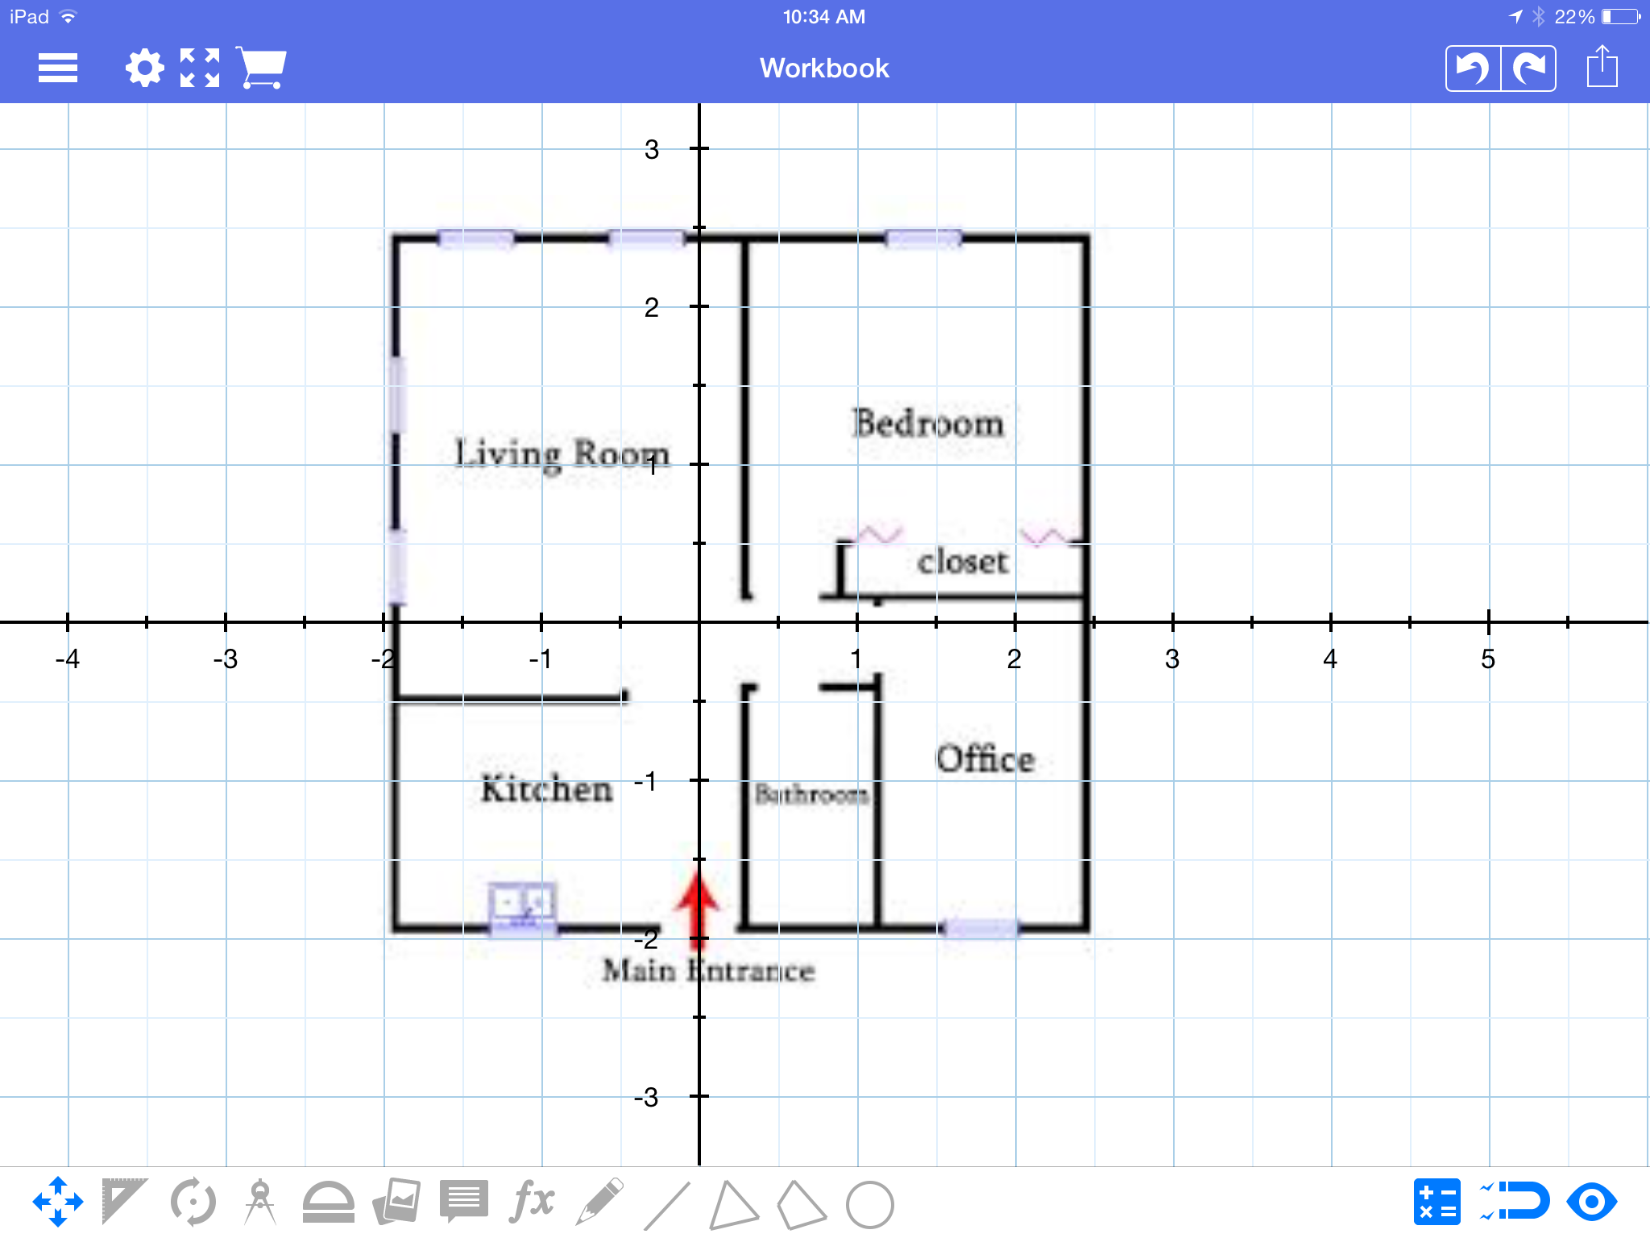 iPad 10:34 AM 22%
Workbook
3
2
Bedroom
Living Room
1
closet
-4 -3 -2 -1 1 2 3 4 5
Office
Kitchen
-1
Bathroom
-2
Main Entrance
-3
fx